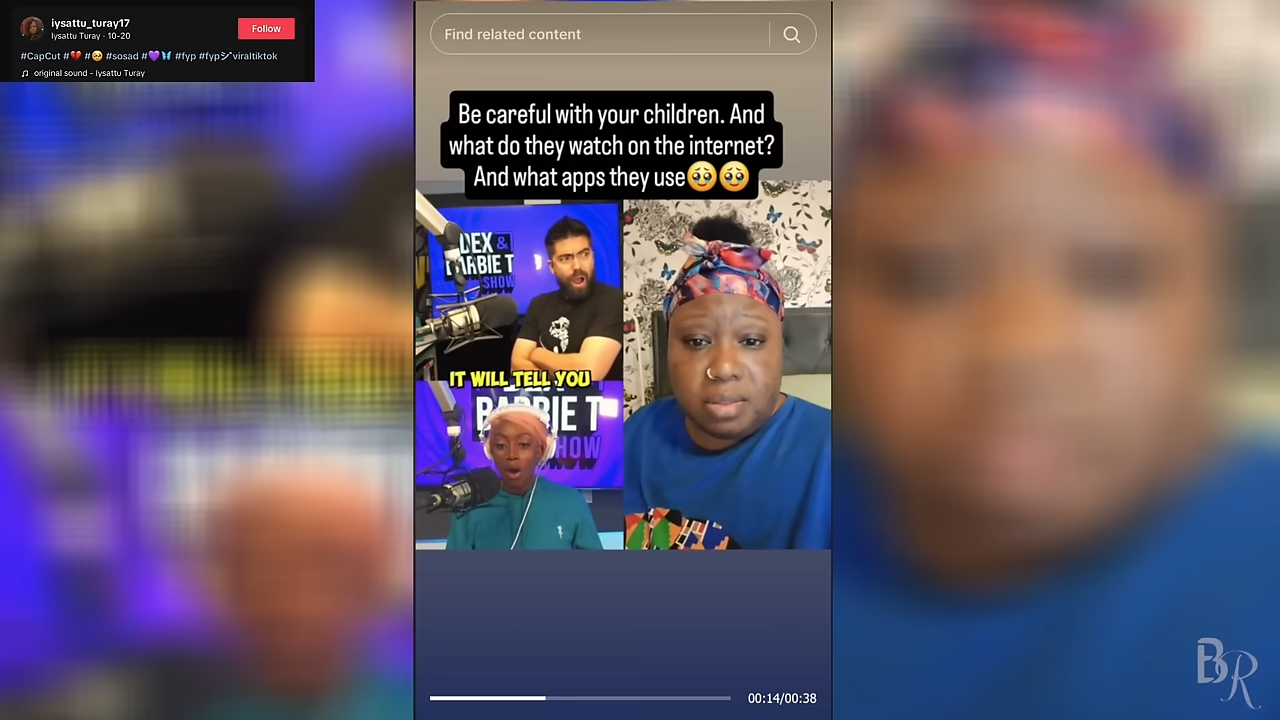 iysattu_turay17
Iysattu Turay · 10-20
Follow
#CapCut #💔 #🥺 #sosad #💜🦋 #fyp #fypシ゚viraltiktok
♫ original sound - Iysattu Turay
Find related content
Be careful with your children. And
what do they watch on the internet?
And what apps they use🥹🥹
DEX &
BARBIE T
SHOW
IT WILL TELL YOU
BARBIE T
SHOW
00:14/00:38
BR